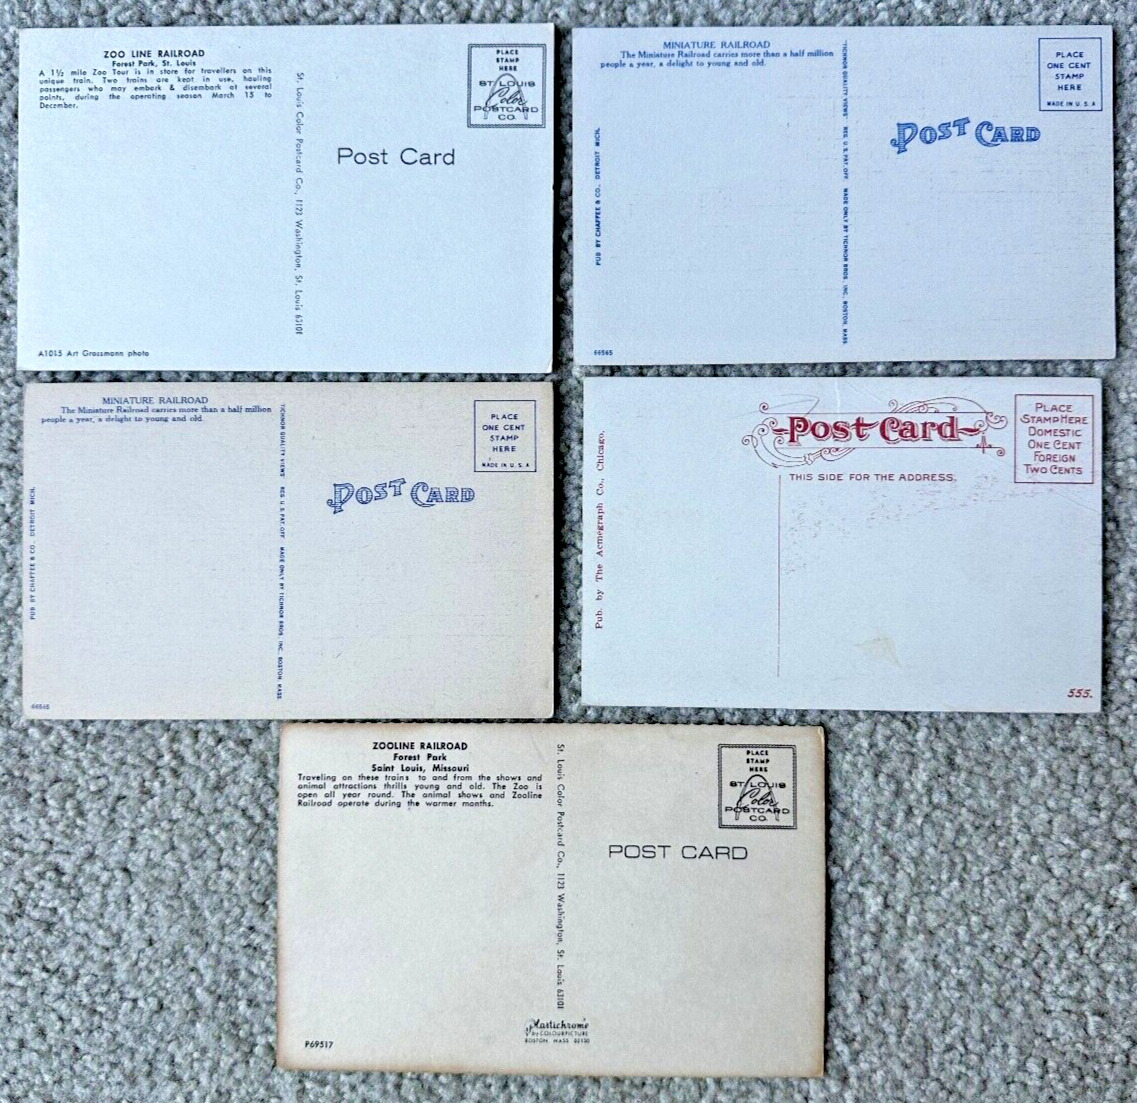 ZOO LINE RAILROAD
Forest Park, St. Louis
A 1½ mile Zoo Tour is in store for travellers on this
unique train. Two trains are kept in use, hauling
passengers who may embark & disembark at several
points, during the operating season March 15 to
December.
A1015 Art Grossmann photo
St. Louis Color Postcard Co., 1123 Washington, St. Louis 63101
PLACE
STAMP
HERE
ST. LOUIS
Color
POSTCARD
CO.
Post Card
MINIATURE RAILROAD
The Miniature Railroad carries more than a half million
people a year, a delight to young and old.
PUB BY CHAFFEE & CO., DETROIT MICH.
66565
TICHNOR QUALITY VIEWS REG. U.S. PAT. OFF. MADE ONLY BY TICHNOR BROS. INC., BOSTON, MASS.
PLACE
ONE CENT
STAMP
HERE
MADE IN U.S.A
POST CARD
MINIATURE RAILROAD
The Miniature Railroad carries more than a half million
people a year, a delight to young and old.
PUB BY CHAFFEE & CO., DETROIT MICH.
66565
TICHNOR QUALITY VIEWS REG. U.S. PAT. OFF. MADE ONLY BY TICHNOR BROS. INC. BOSTON, MASS.
PLACE
ONE CENT
STAMP
HERE
MADE IN U.S.A
POST CARD
Pub. by The Acmegraph Co., Chicago.
Post Card
THIS SIDE FOR THE ADDRESS.
PLACE
STAMP HERE
DOMESTIC
ONE CENT
FOREIGN
TWO CENTS
555.
ZOOLINE RAILROAD
Forest Park
Saint Louis, Missouri
Traveling on these trains to and from the shows and
animal attractions thrills young and old. The Zoo is
open all year round. The animal shows and Zooline
Railroad operate during the warmer months.
P69517
St. Louis Color Postcard Co., 1123 Washington, St. Louis 63101
Plastichrome
by COLOURPICTURE
BOSTON MASS 02130
PLACE
STAMP
HERE
ST. LOUIS
Color
POSTCARD
CO.
POST CARD